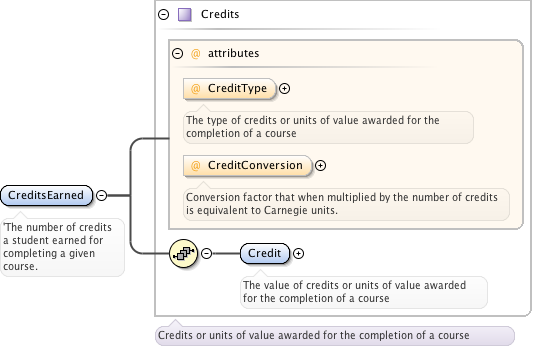 Credits
@ attributes
@ CreditType
The type of credits or units of value awarded for the
completion of a course
@ CreditConversion
Conversion factor that when multiplied by the number of credits
is equivalent to Carnegie units.
CreditsEarned
'The number of credits
a student earned for
completing a given
course.
Credit
The value of credits or units of value awarded
for the completion of a course
Credits or units of value awarded for the completion of a course